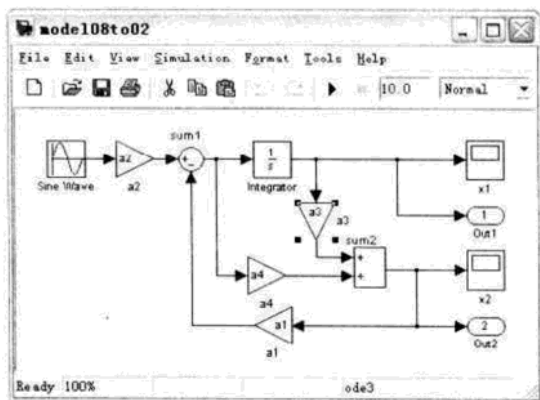 model08to02
File Edit View Simulation Format Tools Help
10.0 Normal
sum1
a2
Sine Wave
a2
+
-
1
s
Integrator
x1
a3
a3
1
Out1
sum2
+
+
a4
a4
x2
a1
a1
2
Out2
Ready 100% ode3